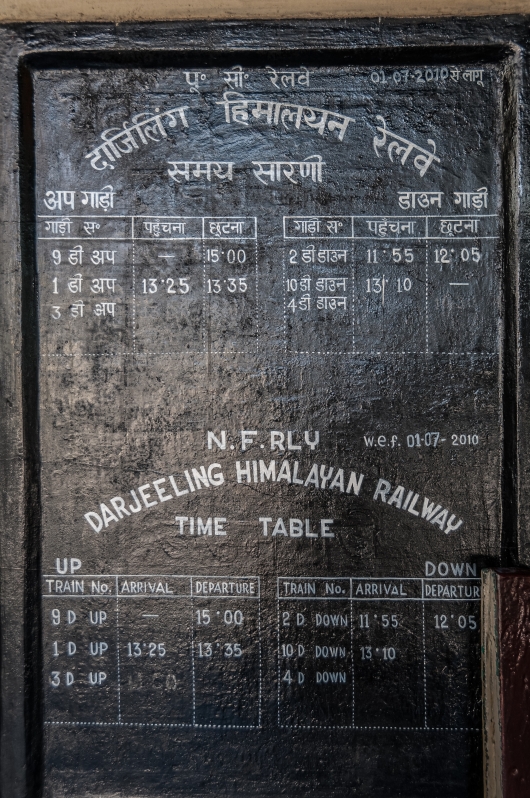 पू॰ सी॰ रेलवे 01-07-2010 से लागू
दार्जिलिंग हिमालयन रेलवे
समय सारणी
अप गाड़ी डाउन गाड़ी
गाड़ी स॰ पहुंचना छूटना गाड़ी स॰ पहुंचना छूटना
9 डी अप — 15·00 2 डी डाउन 11·55 12·05
1 डी अप 13·25 13·35 10 डी डाउन 13·10 —
3 डी अप 4 डी डाउन
N.F.RLY w.e.f. 01-07-2010
DARJEELING HIMALAYAN RAILWAY
TIME TABLE
UP DOWN
TRAIN No. ARRIVAL DEPARTURE TRAIN No. ARRIVAL DEPARTUR
9 D UP — 15·00 2 D DOWN 11·55 12·05
1 D UP 13·25 13·35 10 D DOWN 13·10
3 D UP 4 D DOWN